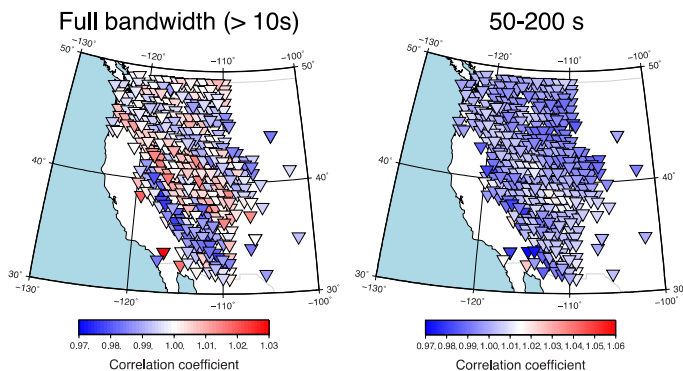 Full bandwidth (> 10s)
50-200 s
−130° −120° −110° −100°
50° 50°
40° 40°
30° 30°
−130° −120° −110° −100°
−130° −120° −110° −100°
50° 50°
40° 40°
30° 30°
−130° −120° −110° −100°
0.97. 0.98. 0.99. 1.00. 1.01. 1.02. 1.03
Correlation coefficient
0.97, 0.98, 0.99, 1.00, 1.01, 1.02, 1.03, 1.04, 1.05, 1.06
Correlation coefficient